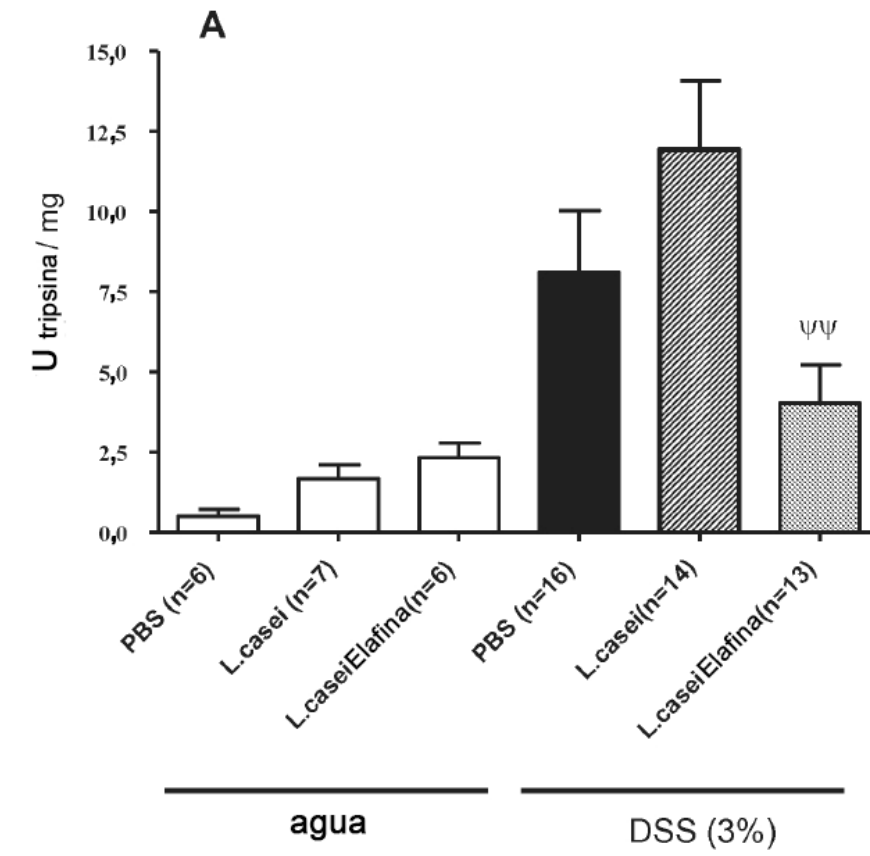 A
15,0
12,5
10,0
7,5
5,0
2,5
0,0
U tripsina / mg
ψψ
PBS (n=6)
L.casei (n=7)
L.caseiElafina(n=6)
PBS (n=16)
L.casei(n=14)
L.caseiElafina(n=13)
agua
DSS (3%)